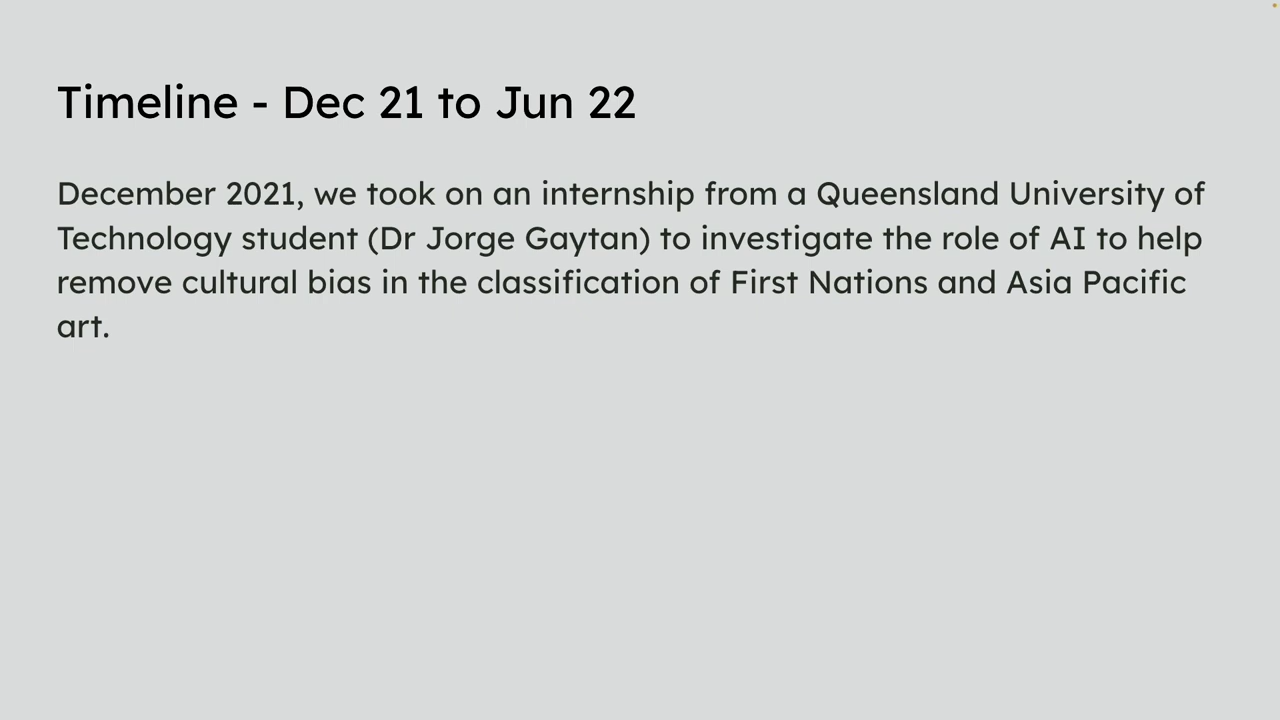 Timeline - Dec 21 to Jun 22
December 2021, we took on an internship from a Queensland University of
Technology student (Dr Jorge Gaytan) to investigate the role of AI to help
remove cultural bias in the classification of First Nations and Asia Pacific
art.